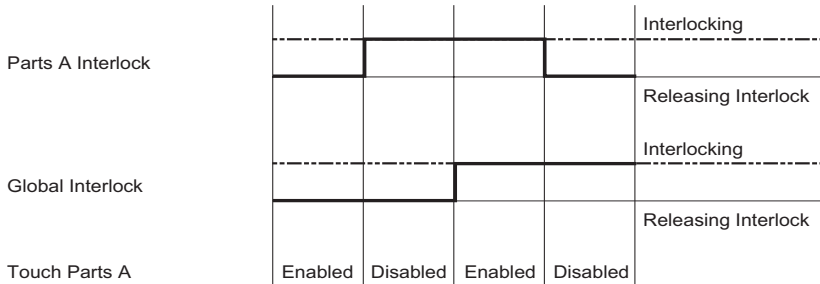 Interlocking
Parts A Interlock
Releasing Interlock
Interlocking
Global Interlock
Releasing Interlock
Touch Parts A Enabled Disabled Enabled Disabled